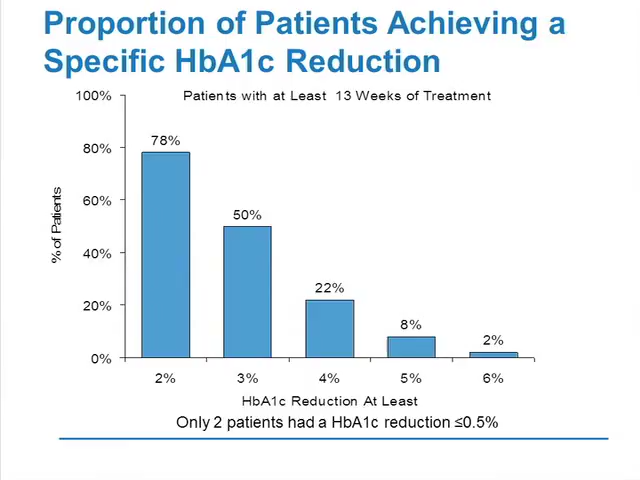 Proportion of Patients Achieving a
Specific HbA1c Reduction
Patients with at Least 13 Weeks of Treatment
100%
80%
60%
40%
20%
0%
% of Patients
78%
50%
22%
8%
2%
2% 3% 4% 5% 6%
HbA1c Reduction At Least
Only 2 patients had a HbA1c reduction ≤0.5%